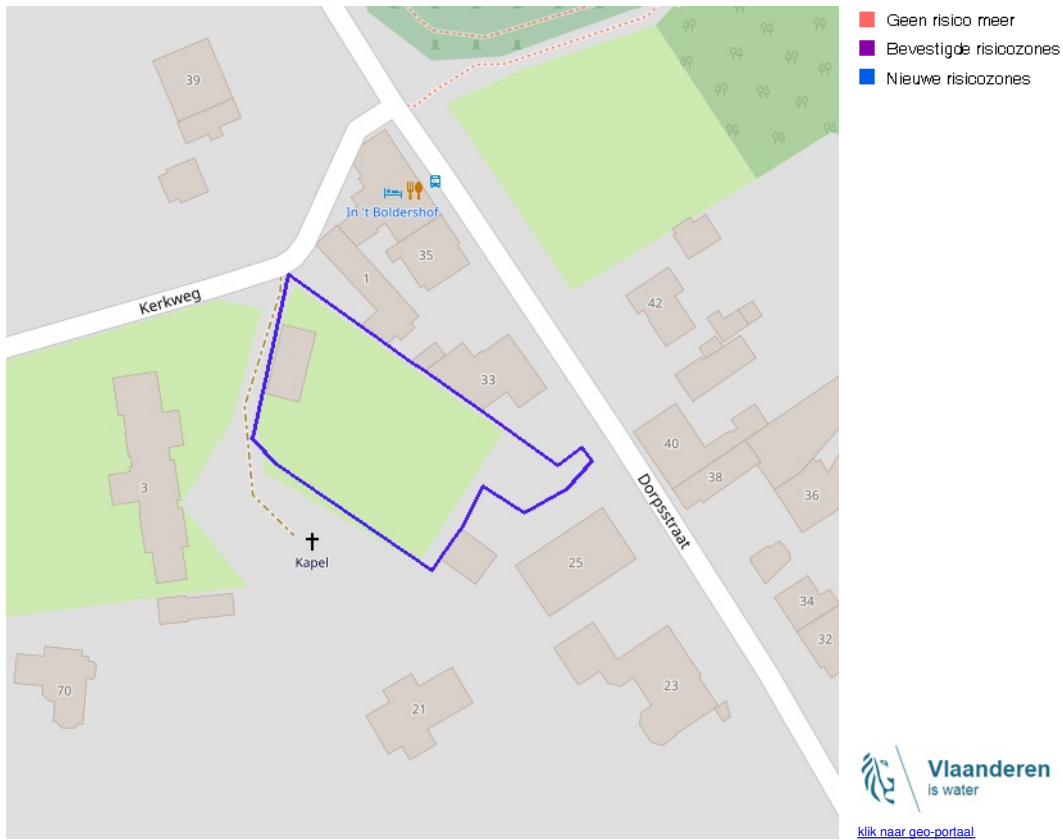 Geen risico meer
Bevestigde risicozones
Nieuwe risicozones
39
In 't Boldershof
35
1
Kerkweg
42
33
40
38
36
3
Dorpsstraat
Kapel
25
34
32
70
21
23
Vlaanderen
is water
klik naar geo-portaal